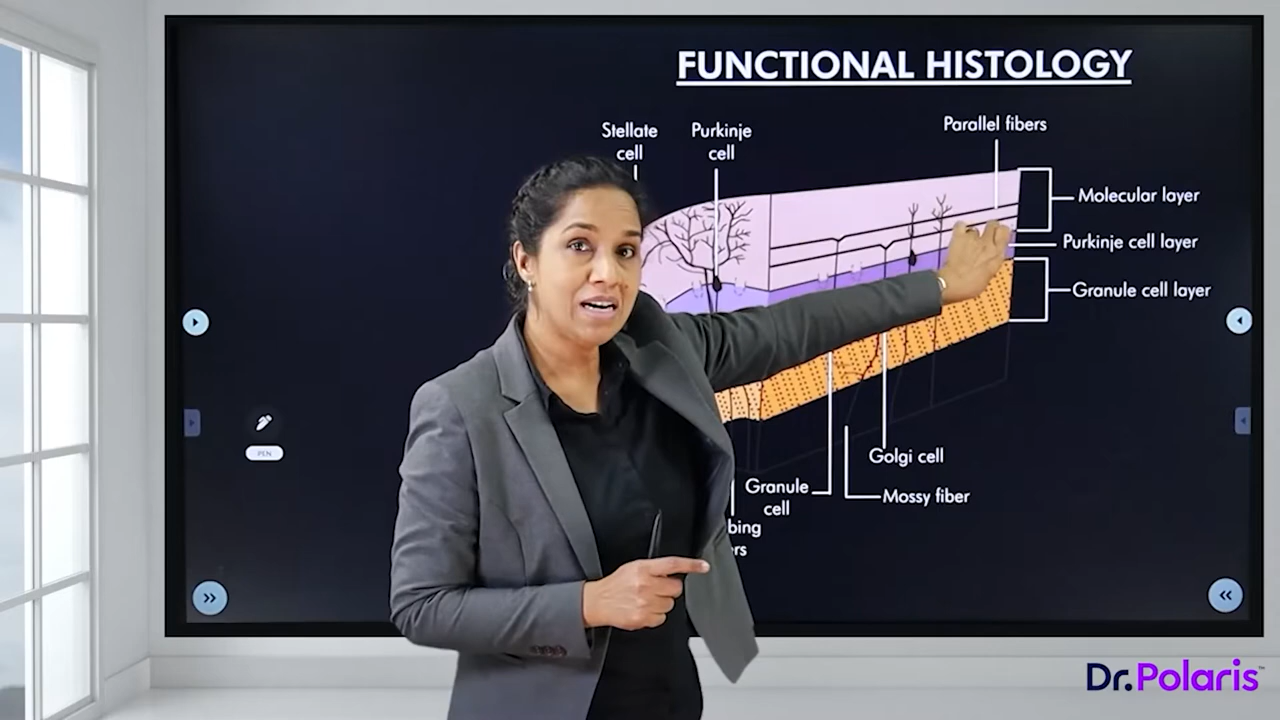 FUNCTIONAL HISTOLOGY
Stellate
cell
Purkinje
cell
Parallel fibers
Molecular layer
Purkinje cell layer
Granule cell layer
PEN
Golgi cell
Granule
cell
Mossy fiber
Dr.Polaris™